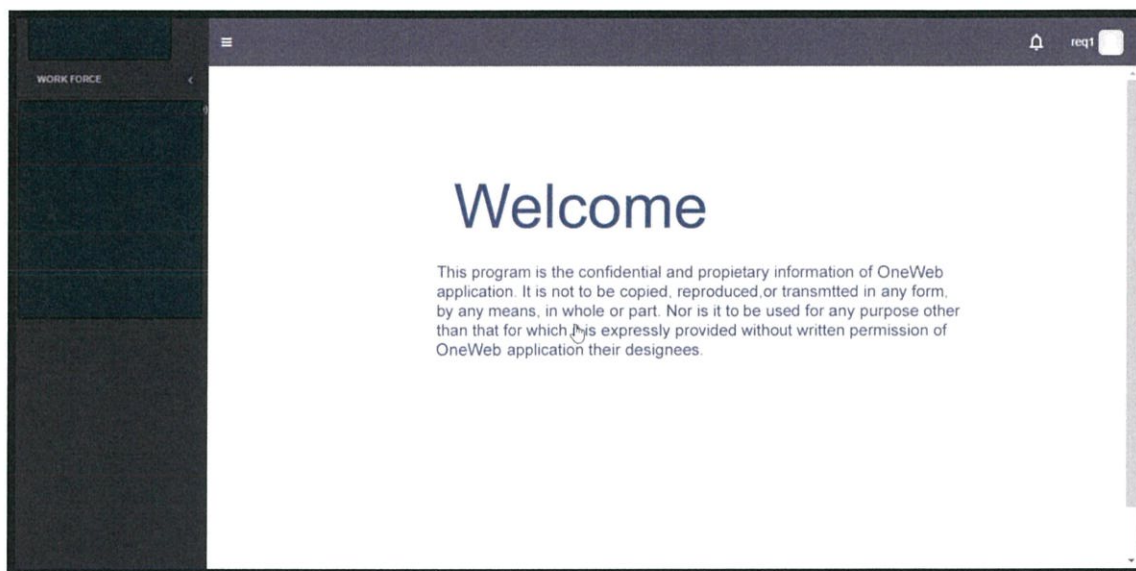 WORK FORCE
req1
Welcome
This program is the confidential and propietary information of OneWeb
application. It is not to be copied, reproduced,or transmtted in any form,
by any means, in whole or part. Nor is it to be used for any purpose other
than that for which is expressly provided without written permission of
OneWeb application their designees.